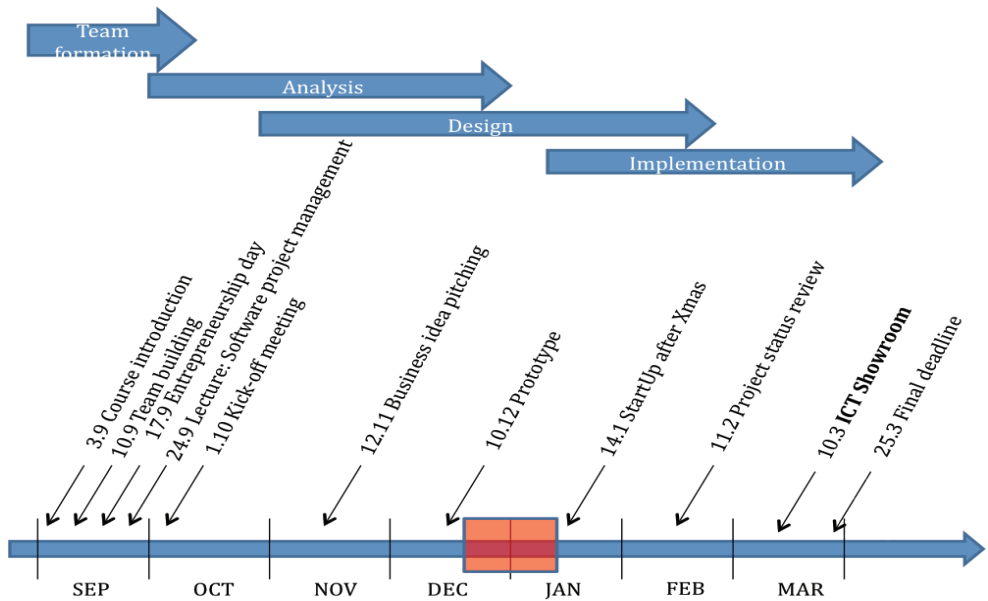 Team
formation
Analysis
Design
Implementation
3.9 Course introduction
10.9 Team building
17.9 Entrepreneurship day
24.9 Lecture: Software project management
1.10 Kick-off meeting
12.11 Business idea pitching
10.12 Prototype
14.1 StartUp after Xmas
11.2 Project status review
10.3 ICT Showroom
25.3 Final deadline
SEP
OCT
NOV
DEC
JAN
FEB
MAR